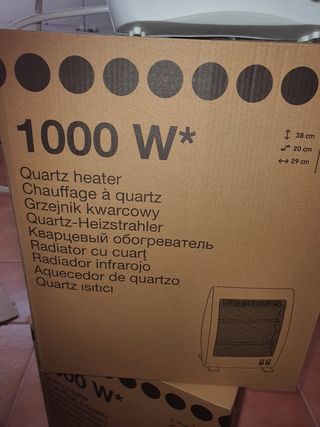 1000 W*
38 cm
20 cm
29 cm
Quartz heater
Chauffage à quartz
Grzejnik kwarcowy
Quartz-Heizstrahler
Кварцевый обогреватель
Radiator cu cuarț
Radiador infrarojo
Aquecedor de quartzo
Quartz ısıtıcı
000 W*